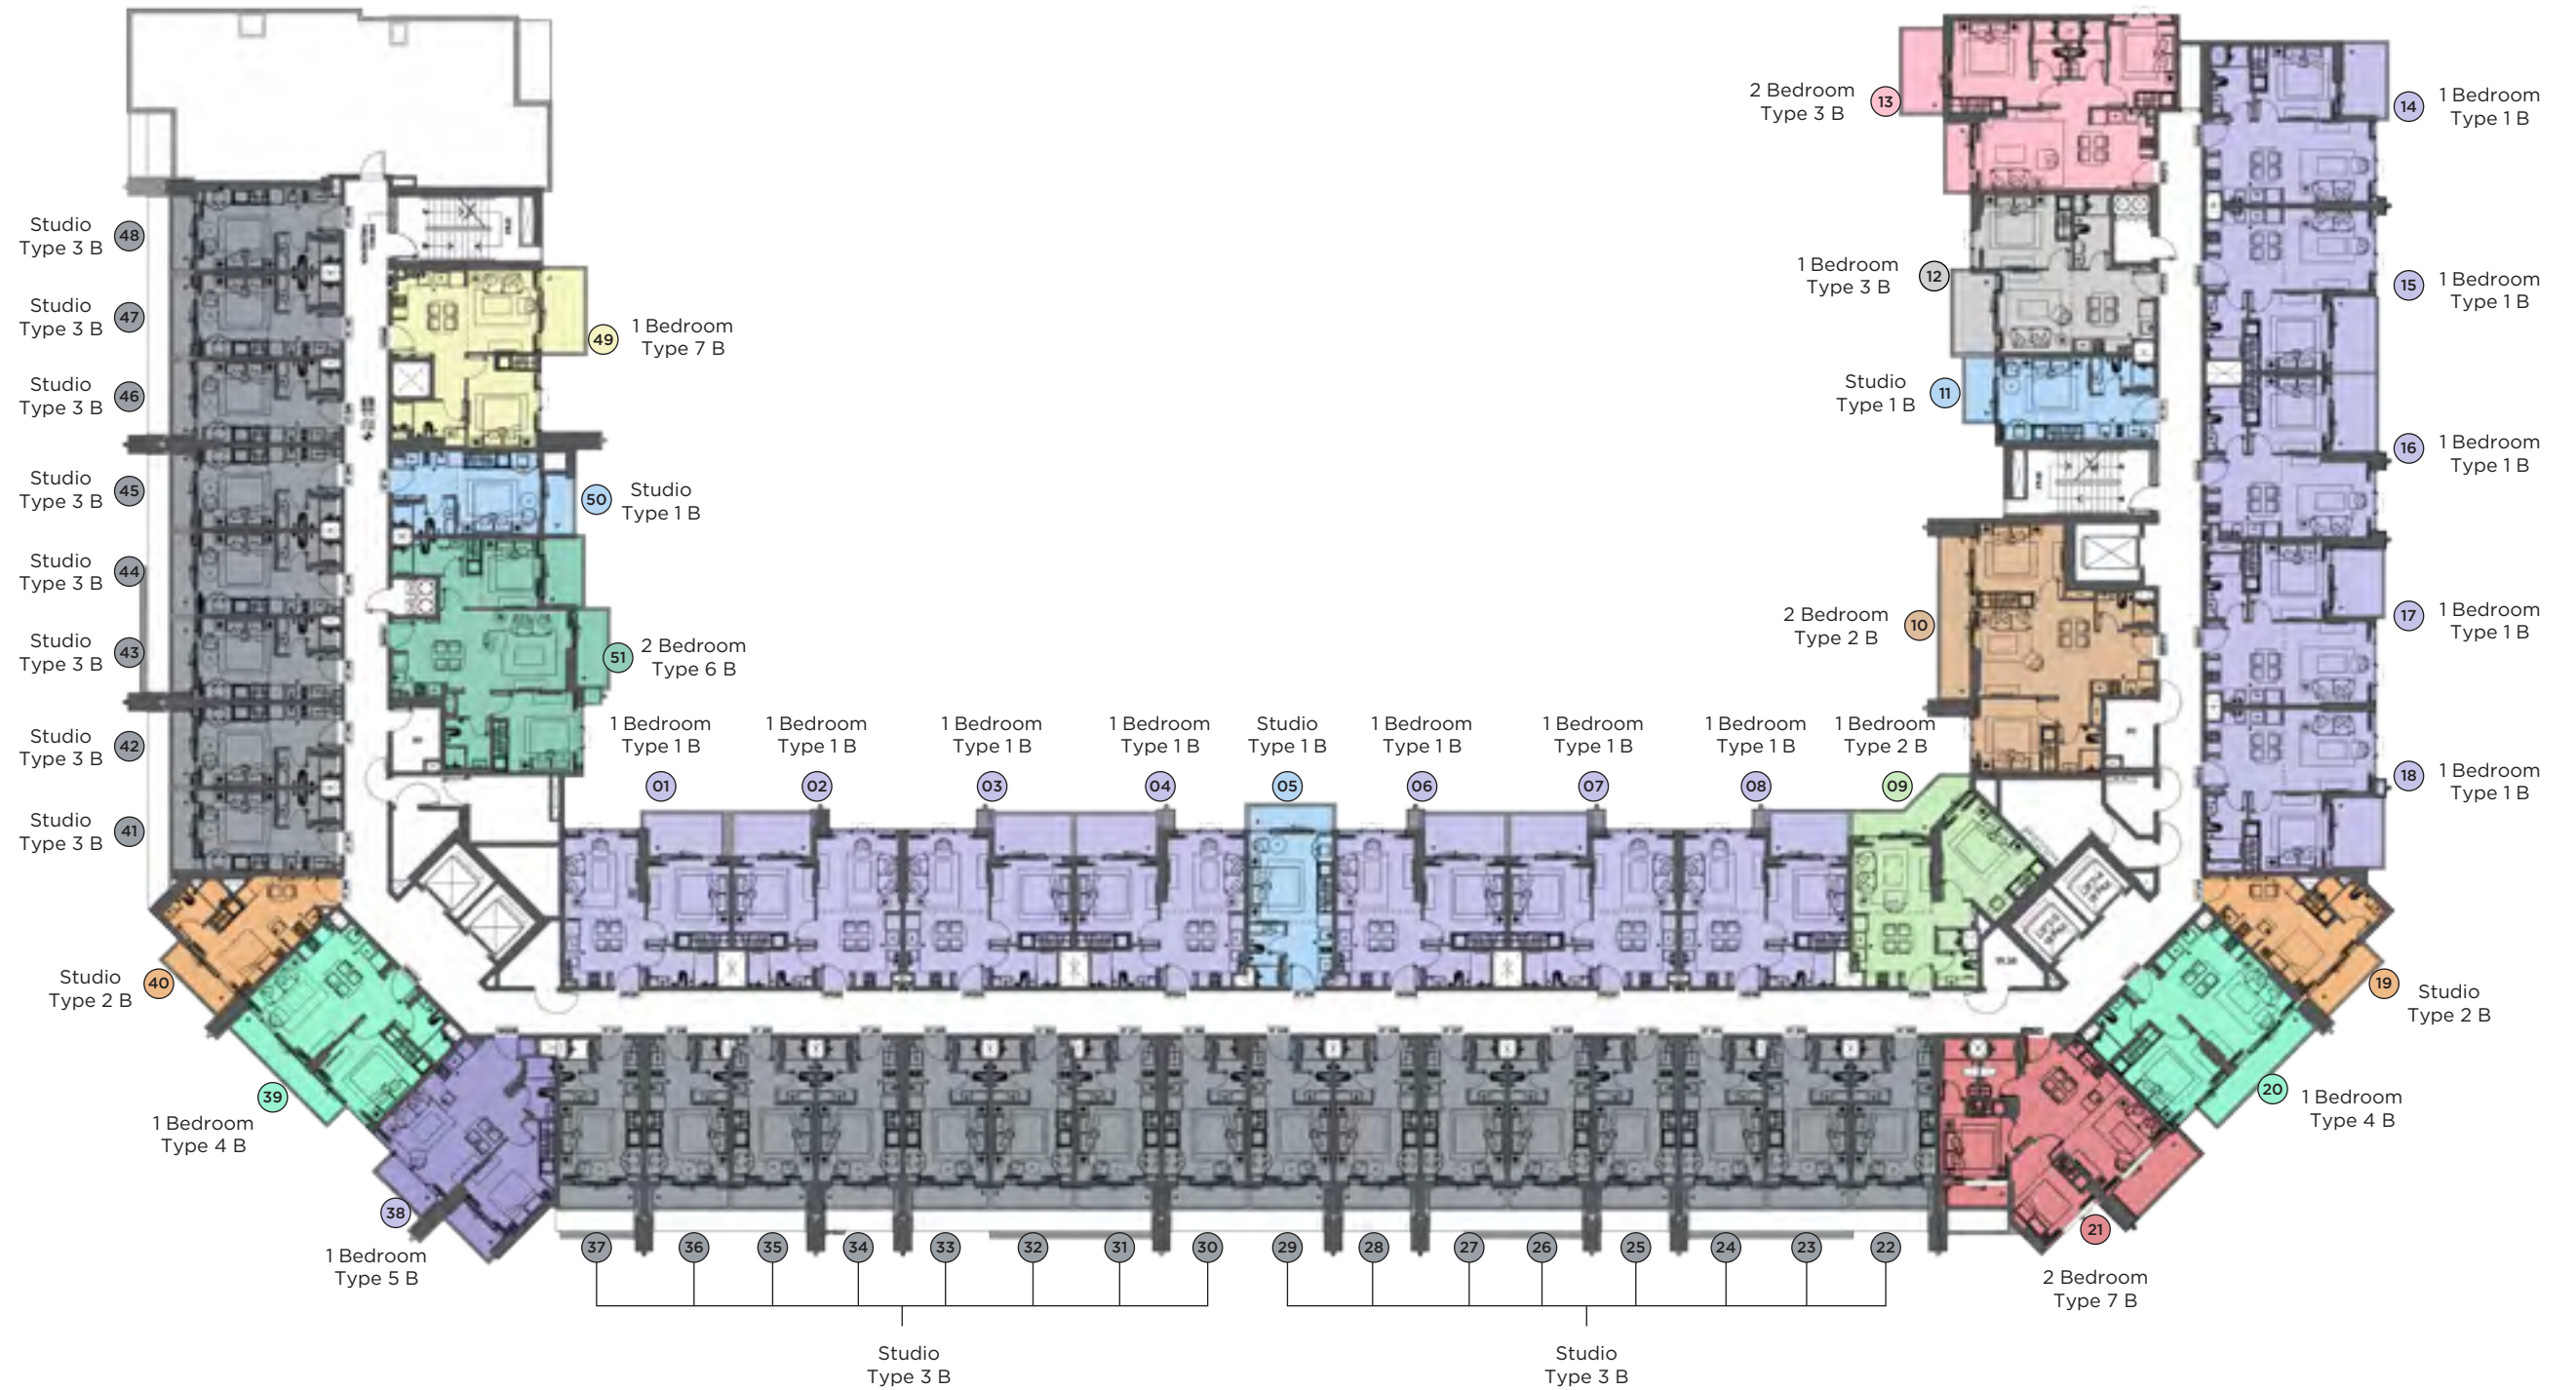 2 Bedroom
Type 3 B
13
14
1 Bedroom
Type 1 B
Studio
Type 3 B
48
1 Bedroom
Type 3 B
12
15
1 Bedroom
Type 1 B
Studio
Type 3 B
47
49
1 Bedroom
Type 7 B
Studio
Type 3 B
46
Studio
Type 1 B
11
16
1 Bedroom
Type 1 B
Studio
Type 3 B
45
50
Studio
Type 1 B
Studio
Type 3 B
44
2 Bedroom
Type 2 B
10
17
1 Bedroom
Type 1 B
Studio
Type 3 B
43
51
2 Bedroom
Type 6 B
Studio
Type 3 B
42
1 Bedroom
Type 1 B
01
1 Bedroom
Type 1 B
02
1 Bedroom
Type 1 B
03
1 Bedroom
Type 1 B
04
Studio
Type 1 B
05
1 Bedroom
Type 1 B
06
1 Bedroom
Type 1 B
07
1 Bedroom
Type 1 B
08
1 Bedroom
Type 2 B
09
18
1 Bedroom
Type 1 B
Studio
Type 3 B
41
Studio
Type 2 B
40
19
Studio
Type 2 B
39
1 Bedroom
Type 4 B
20
1 Bedroom
Type 4 B
38
1 Bedroom
Type 5 B
21
2 Bedroom
Type 7 B
37
36
35
34
33
32
31
30
29
28
27
26
25
24
23
22
Studio
Type 3 B
Studio
Type 3 B